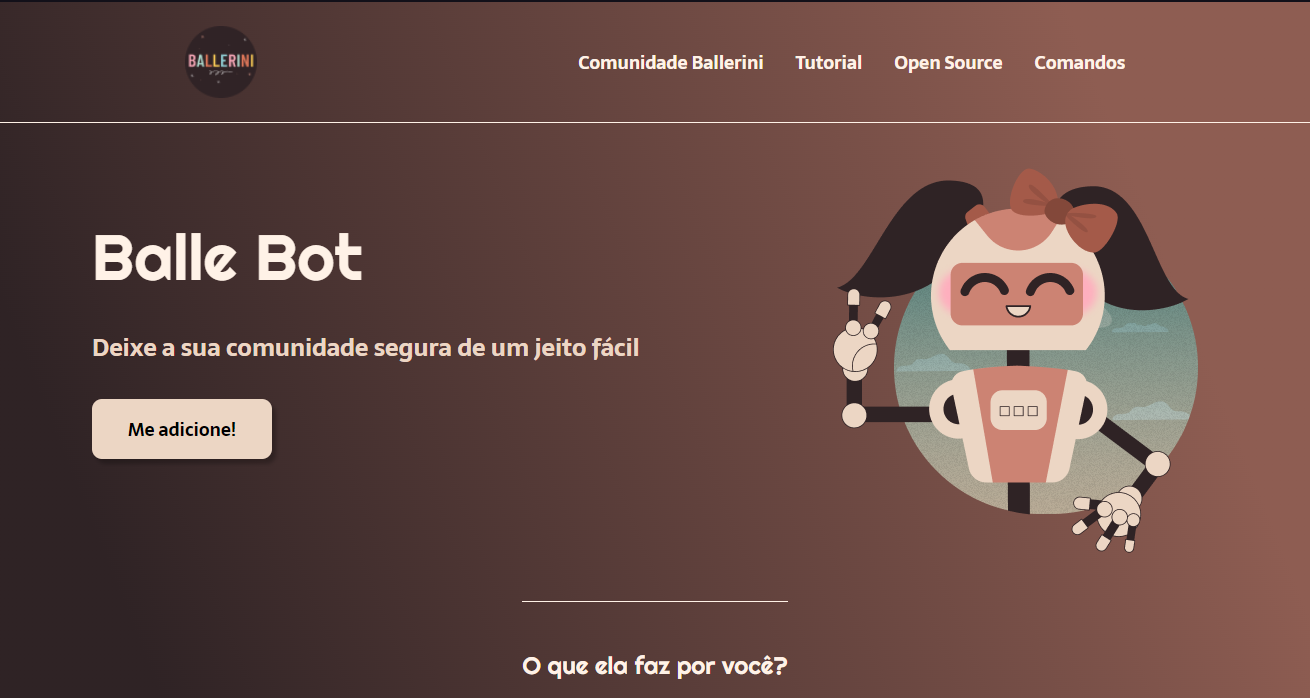 BALLERINI
Comunidade Ballerini Tutorial Open Source Comandos
Balle Bot
Deixe a sua comunidade segura de um jeito fácil
Me adicione!
O que ela faz por você?